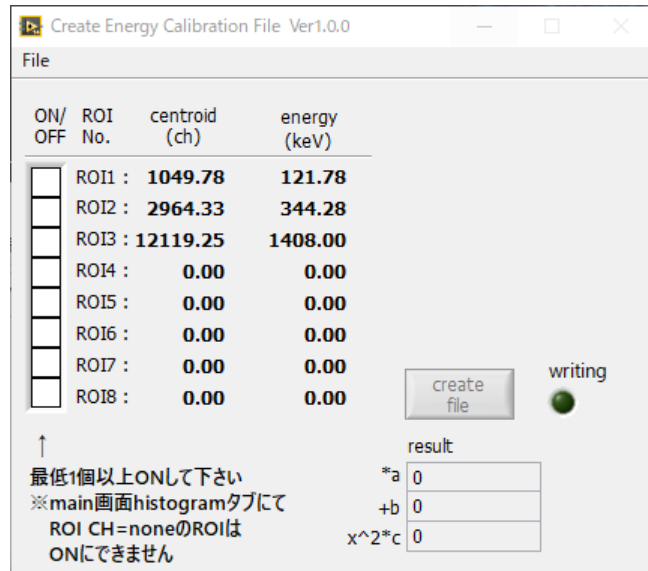 Create Energy Calibration File Ver1.0.0
File
ON/ ROI centroid energy
OFF No. (ch) (keV)
ROI1 : 1049.78 121.78
ROI2 : 2964.33 344.28
ROI3 : 12119.25 1408.00
ROI4 : 0.00 0.00
ROI5 : 0.00 0.00
ROI6 : 0.00 0.00
ROI7 : 0.00 0.00
ROI8 : 0.00 0.00
create
file
writing
↑
最低1個以上ONして下さい
※main画面histogramタブにて
ROI CH=noneのROIは
ONにできません
result
*a 0
+b 0
x^2*c 0